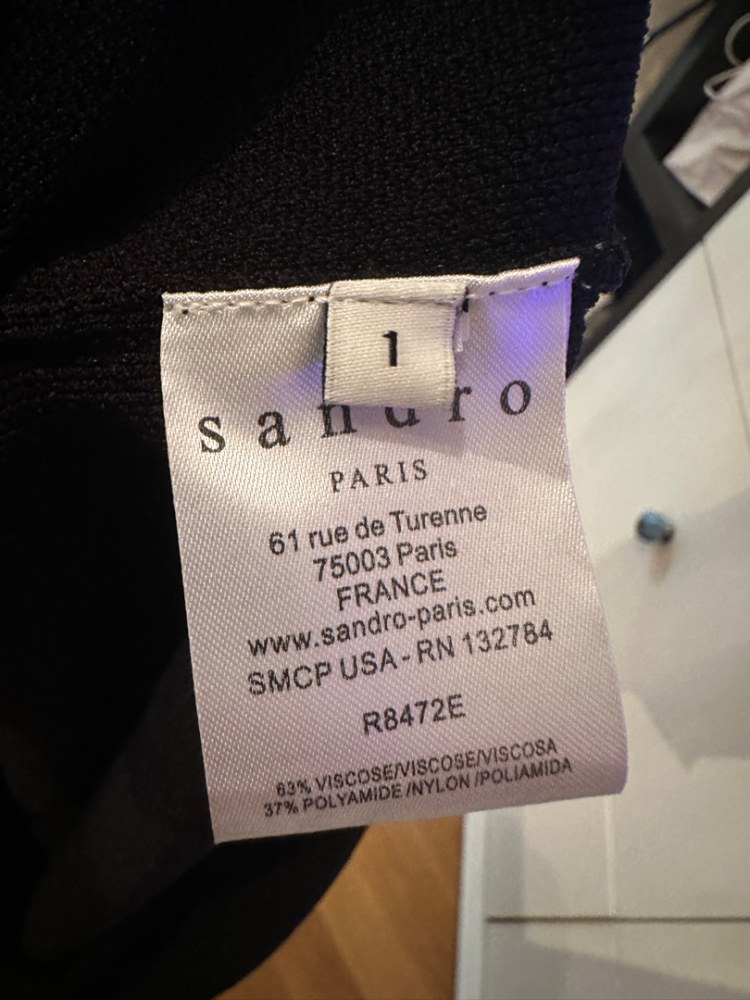 1
sandro
PARIS
61 rue de Turenne
75003 Paris
FRANCE
www.sandro-paris.com
SMCP USA - RN 132784
R8472E
63% VISCOSE/VISCOSE/VISCOSA
37% POLYAMIDE /NYLON /POLIAMIDA